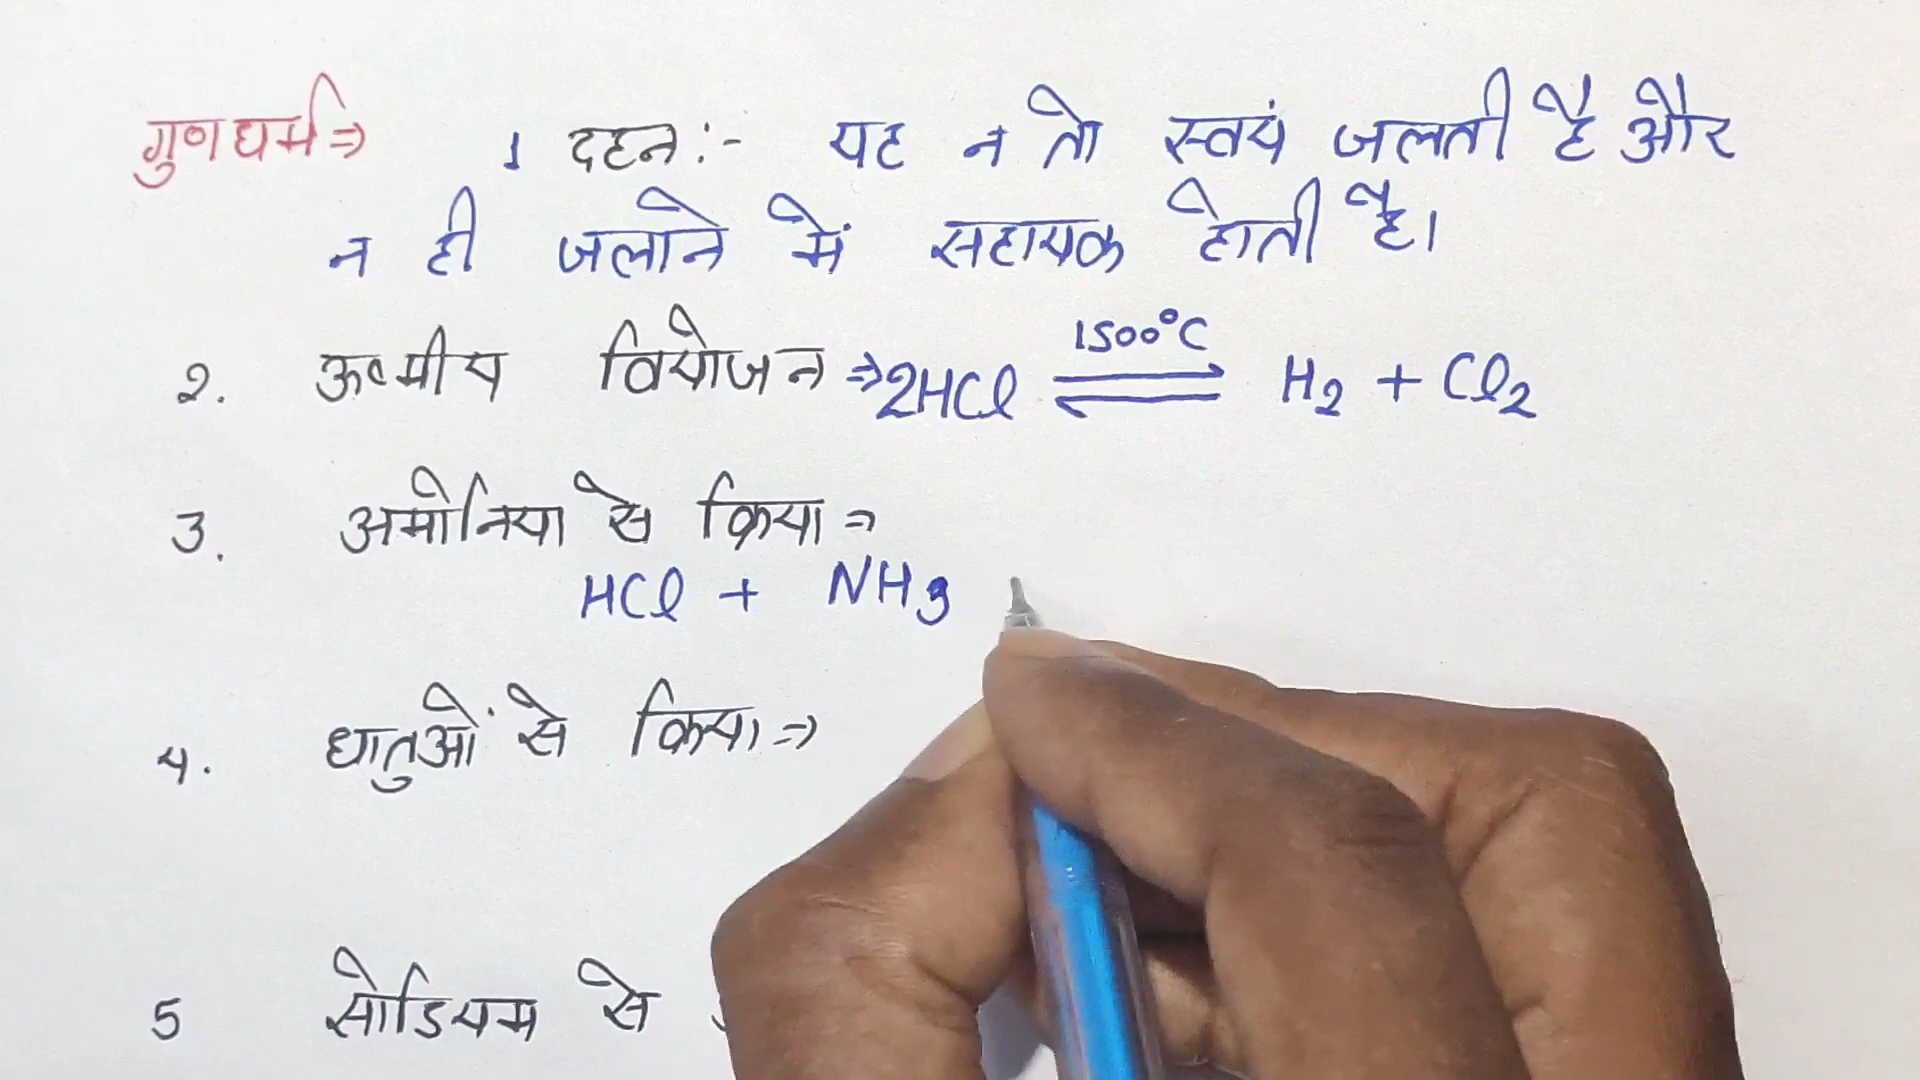 गुणधर्म ⇒ 1 दहन :- यह न तो स्वयं जलती है और
न ही जलाने में सहायक होती है।
2. ऊष्मीय वियोजन ⇒ 2HCl ⇌ H₂ + Cl₂
1500°C
3. अमोनिया से क्रिया ⇒
HCl + NH₃
4. धातुओं से क्रिया ⇒
5 सोडियम से